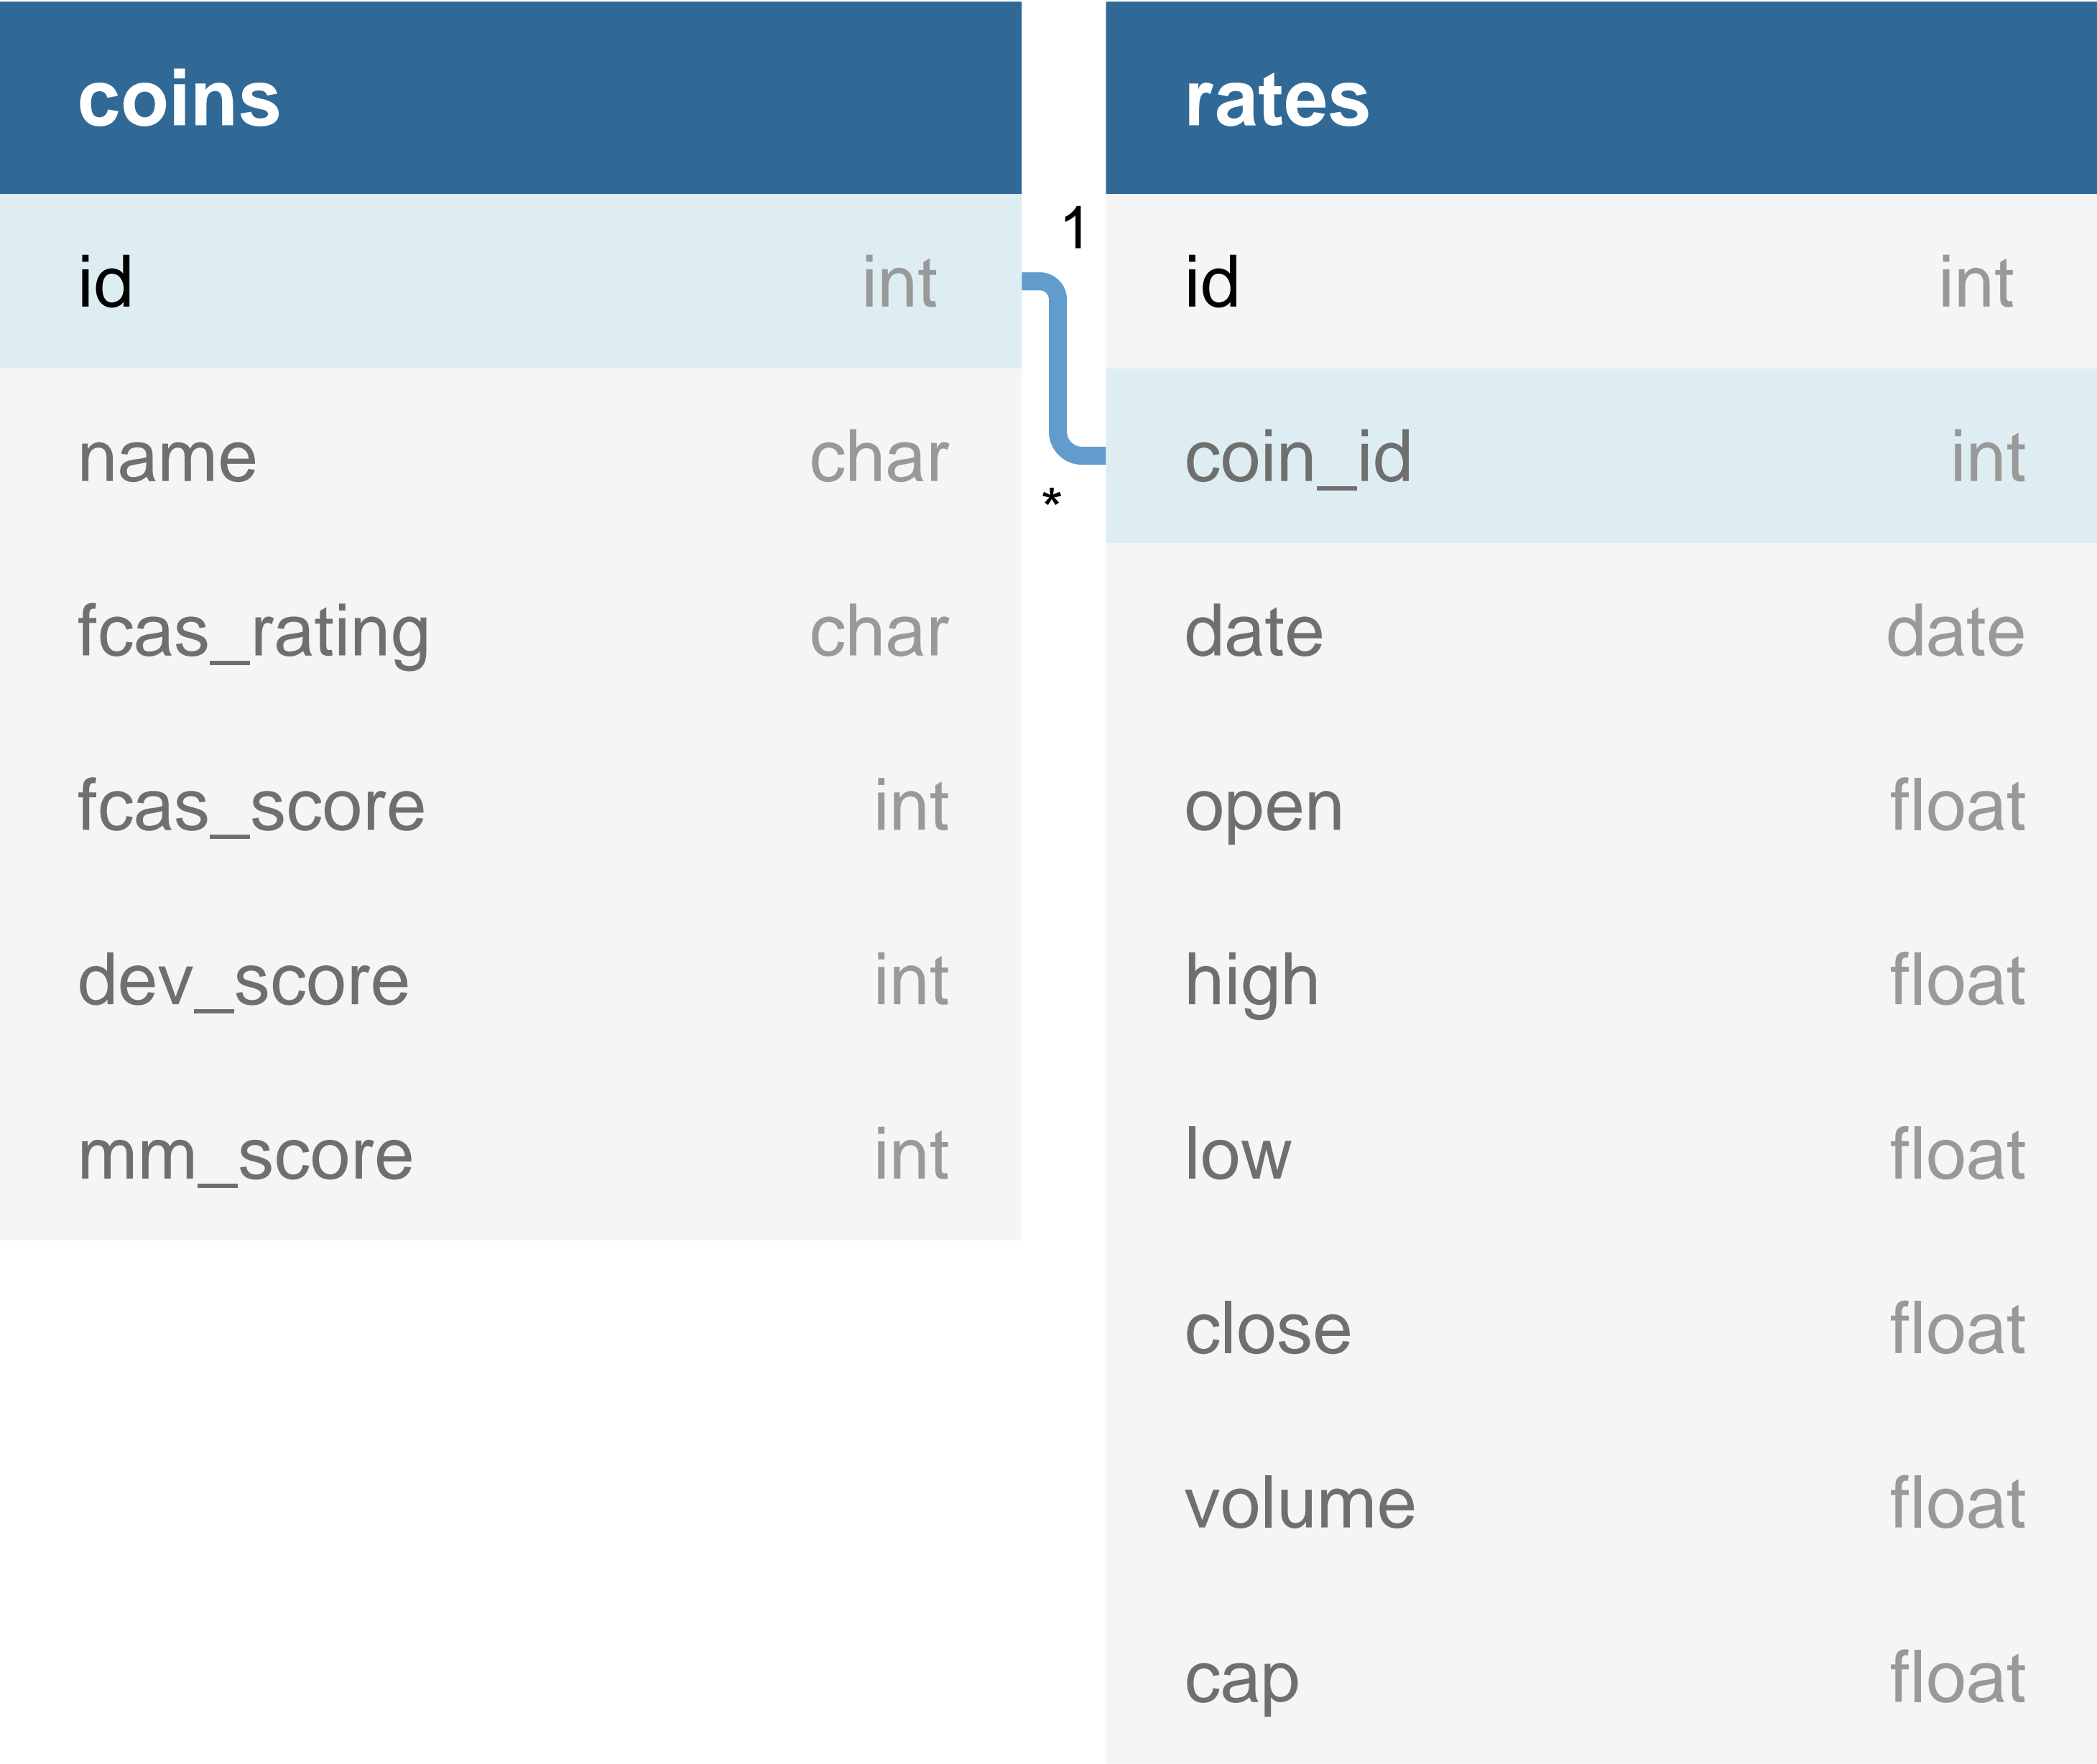 coins
id int
name char
fcas_rating char
fcas_score int
dev_score int
mm_score int
1
*
rates
id int
coin_id int
date date
open float
high float
low float
close float
volume float
cap float